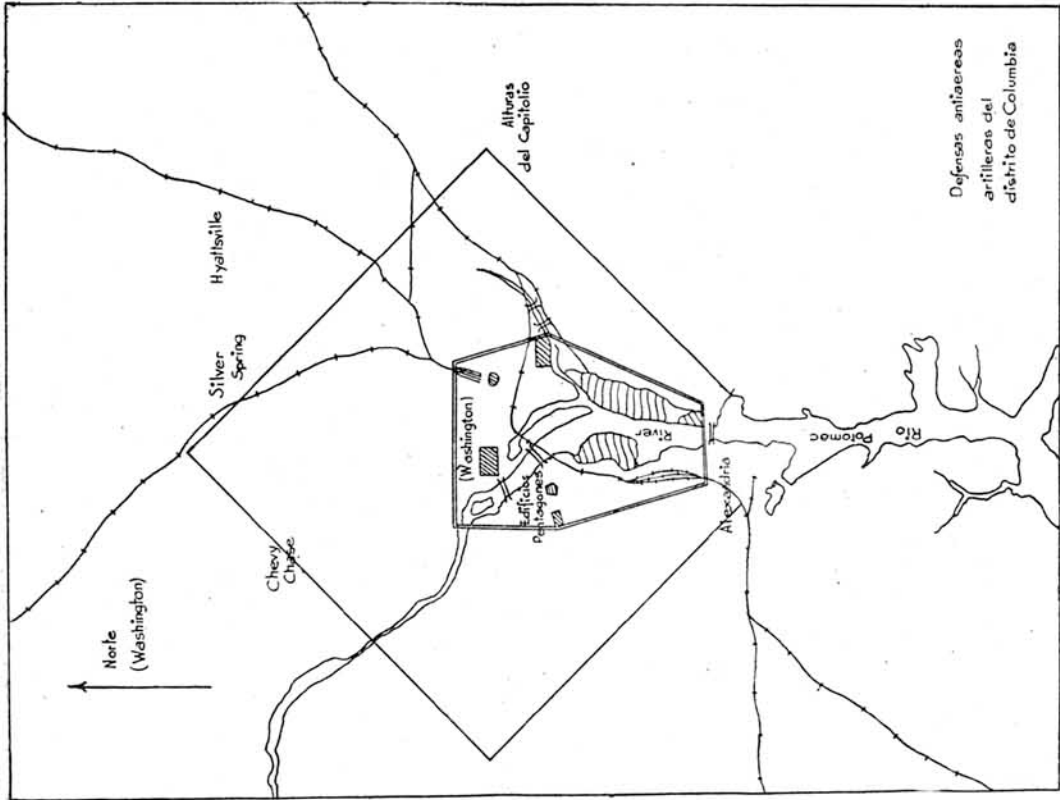 Norte
(Washington)
Chevy
Chase
Silver
Spring
Hyattsville
Alturas
del Capitolio
(Washington)
Edificios
Pentagones
River
Alexandria
Rio
Potomac
Defensas antiaereas
artilleras del
distrito de Columbia